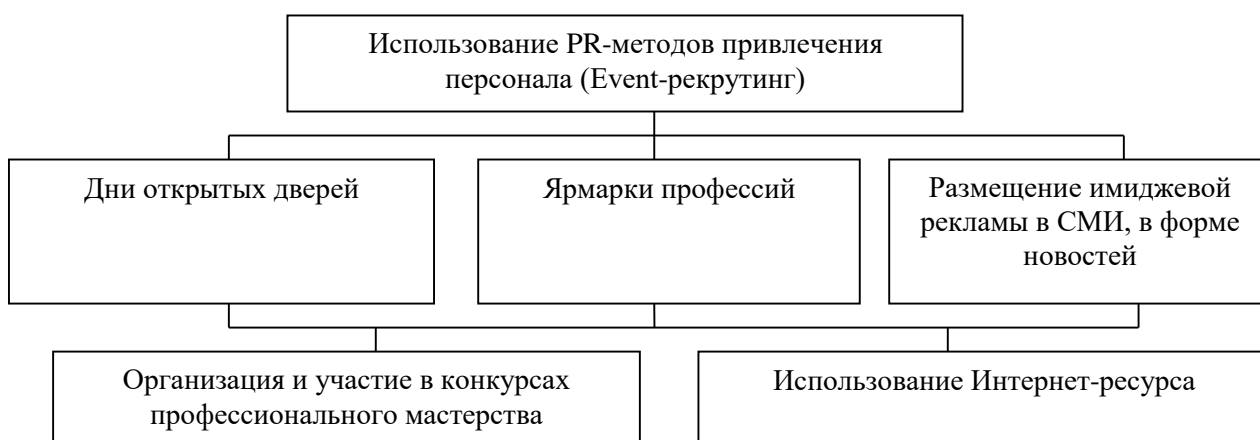 Использование PR-методов привлечения
персонала (Event-рекрутинг)
Дни открытых дверей
Ярмарки профессий
Размещение имиджевой
рекламы в СМИ, в форме
новостей
Организация и участие в конкурсах
профессионального мастерства
Использование Интернет-ресурса